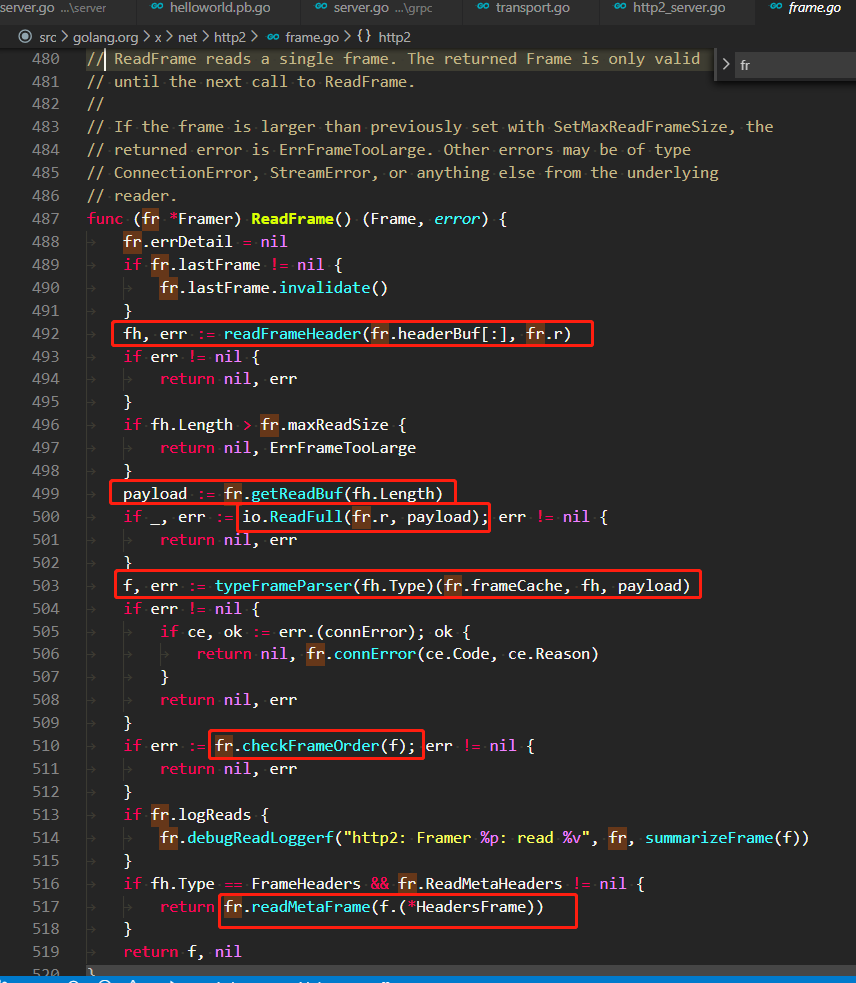 server.go ...\server helloworld.pb.go server.go ...\grpc transport.go http2_server.go frame.go
src > golang.org > x > net > http2 > frame.go > {} http2
fr
480 // ReadFrame reads a single frame. The returned Frame is only valid
481 // until the next call to ReadFrame.
482 //
483 // If the frame is larger than previously set with SetMaxReadFrameSize, the
484 // returned error is ErrFrameTooLarge. Other errors may be of type
485 // ConnectionError, StreamError, or anything else from the underlying
486 // reader.
487 func (fr *Framer) ReadFrame() (Frame, error) {
488 fr.errDetail = nil
489 if fr.lastFrame != nil {
490 fr.lastFrame.invalidate()
491 }
492 fh, err := readFrameHeader(fr.headerBuf[:], fr.r)
493 if err != nil {
494 return nil, err
495 }
496 if fh.Length > fr.maxReadSize {
497 return nil, ErrFrameTooLarge
498 }
499 payload := fr.getReadBuf(fh.Length)
500 if _, err := io.ReadFull(fr.r, payload); err != nil {
501 return nil, err
502 }
503 f, err := typeFrameParser(fh.Type)(fr.frameCache, fh, payload)
504 if err != nil {
505 if ce, ok := err.(connError); ok {
506 return nil, fr.connError(ce.Code, ce.Reason)
507 }
508 return nil, err
509 }
510 if err := fr.checkFrameOrder(f); err != nil {
511 return nil, err
512 }
513 if fr.logReads {
514 fr.debugReadLoggerf("http2: Framer %p: read %v", fr, summarizeFrame(f))
515 }
516 if fh.Type == FrameHeaders && fr.ReadMetaHeaders != nil {
517 return fr.readMetaFrame(f.(*HeadersFrame))
518 }
519 return f, nil
520 }